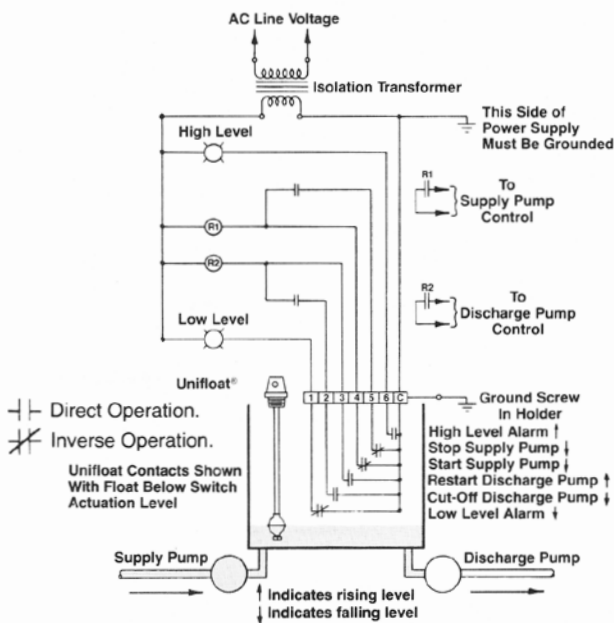 AC Line Voltage
Isolation Transformer
This Side of
Power Supply
Must Be Grounded
High Level
R1
To
Supply Pump
Control
R1
R2
R2
To
Discharge Pump
Control
Low Level
Unifloat®
1 2 3 4 5 6 C
Ground Screw
In Holder
Direct Operation.
Inverse Operation.
High Level Alarm ↑
Stop Supply Pump ↓
Start Supply Pump ↓
Restart Discharge Pump ↑
Cut-Off Discharge Pump ↓
Low Level Alarm ↓
Unifloat Contacts Shown
With Float Below Switch
Actuation Level
Supply Pump
Discharge Pump
↑ Indicates rising level
↓ Indicates falling level